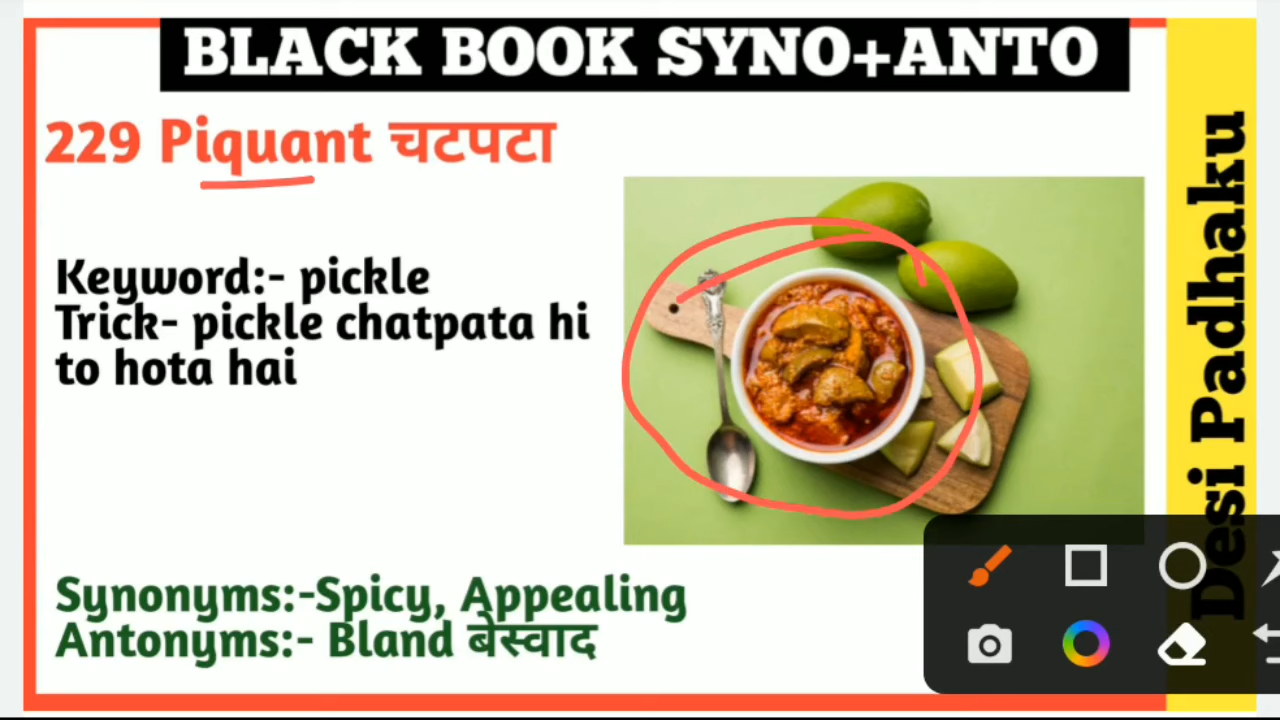 BLACK BOOK SYNO+ANTO
229 Piquant चटपटा
Keyword:- pickle
Trick- pickle chatpata hi
to hota hai
Synonyms:-Spicy, Appealing
Antonyms:- Bland बेस्वाद
Desi Padhaku